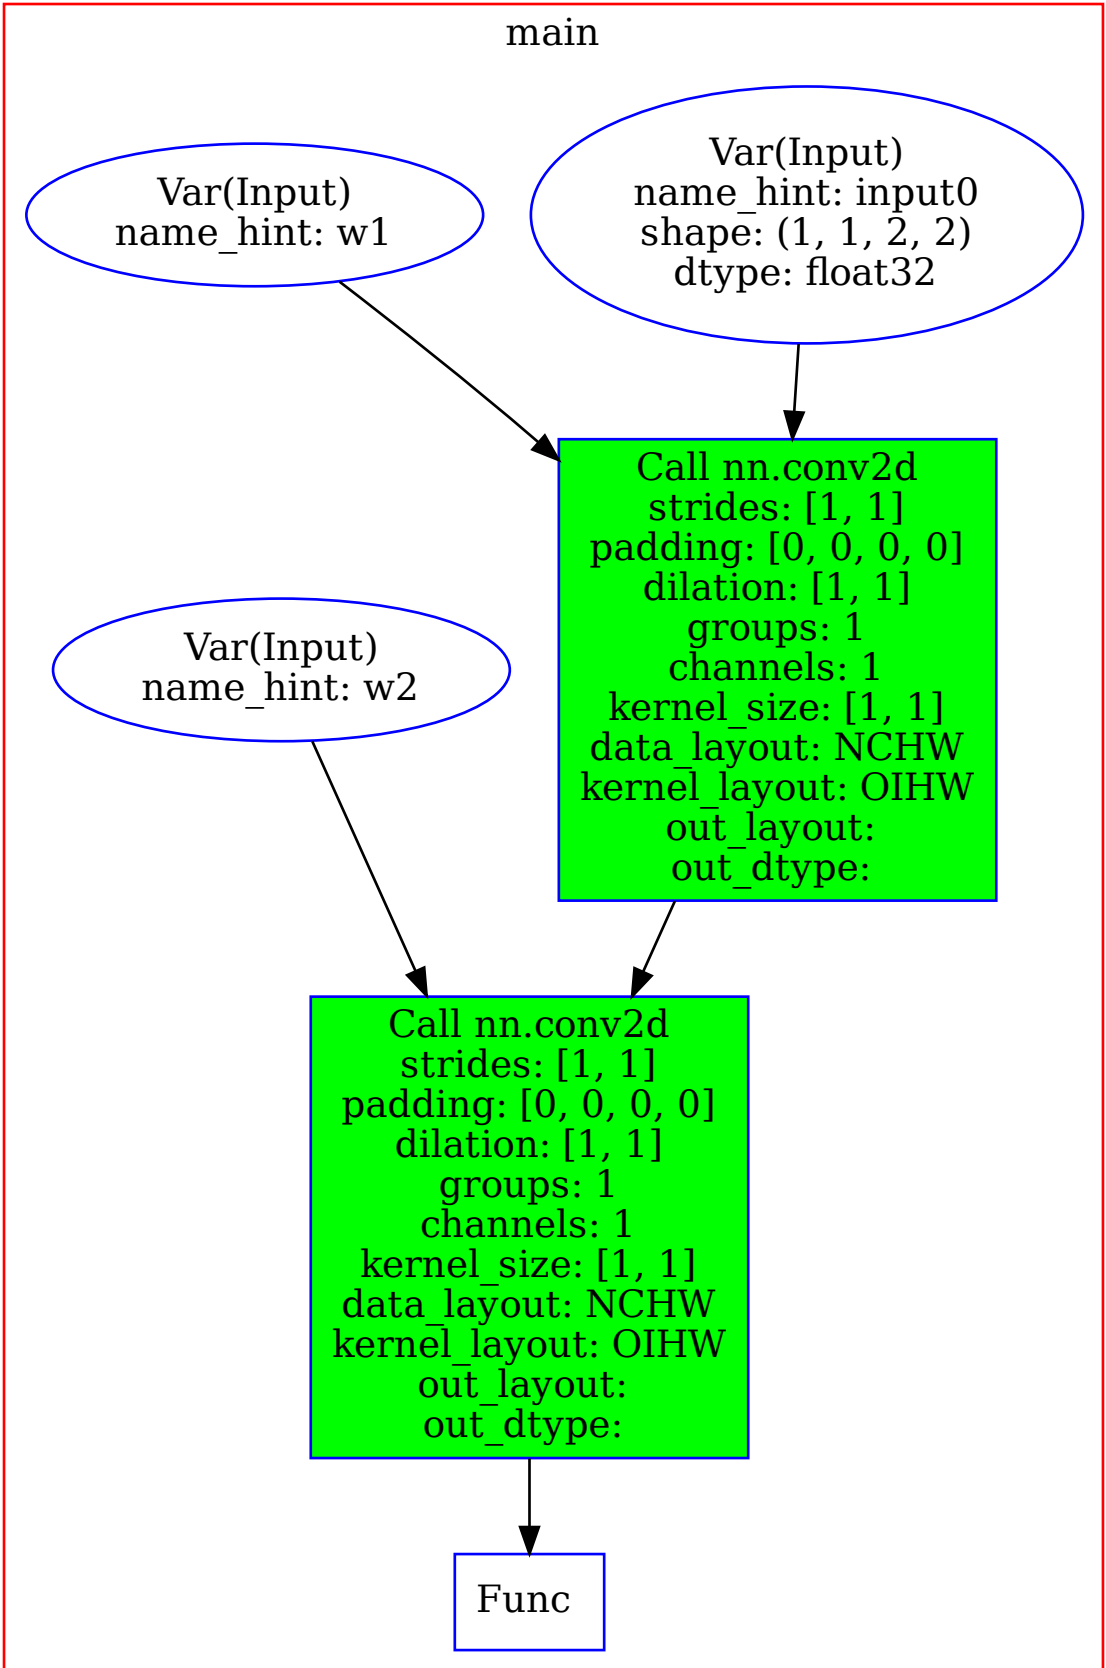 main
Var(Input)
name_hint: w1
Var(Input)
name_hint: input0
shape: (1, 1, 2, 2)
dtype: float32
Call nn.conv2d
strides: [1, 1]
padding: [0, 0, 0, 0]
dilation: [1, 1]
groups: 1
channels: 1
kernel_size: [1, 1]
data_layout: NCHW
kernel_layout: OIHW
out_layout:
out_dtype:
Var(Input)
name_hint: w2
Call nn.conv2d
strides: [1, 1]
padding: [0, 0, 0, 0]
dilation: [1, 1]
groups: 1
channels: 1
kernel_size: [1, 1]
data_layout: NCHW
kernel_layout: OIHW
out_layout:
out_dtype:
Func